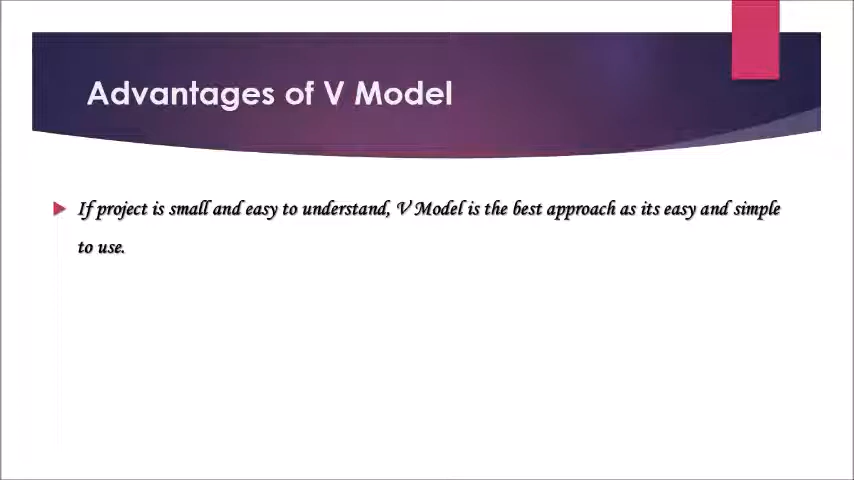 Advantages of V Model
If project is small and easy to understand, V Model is the best approach as its easy and simple
to use.